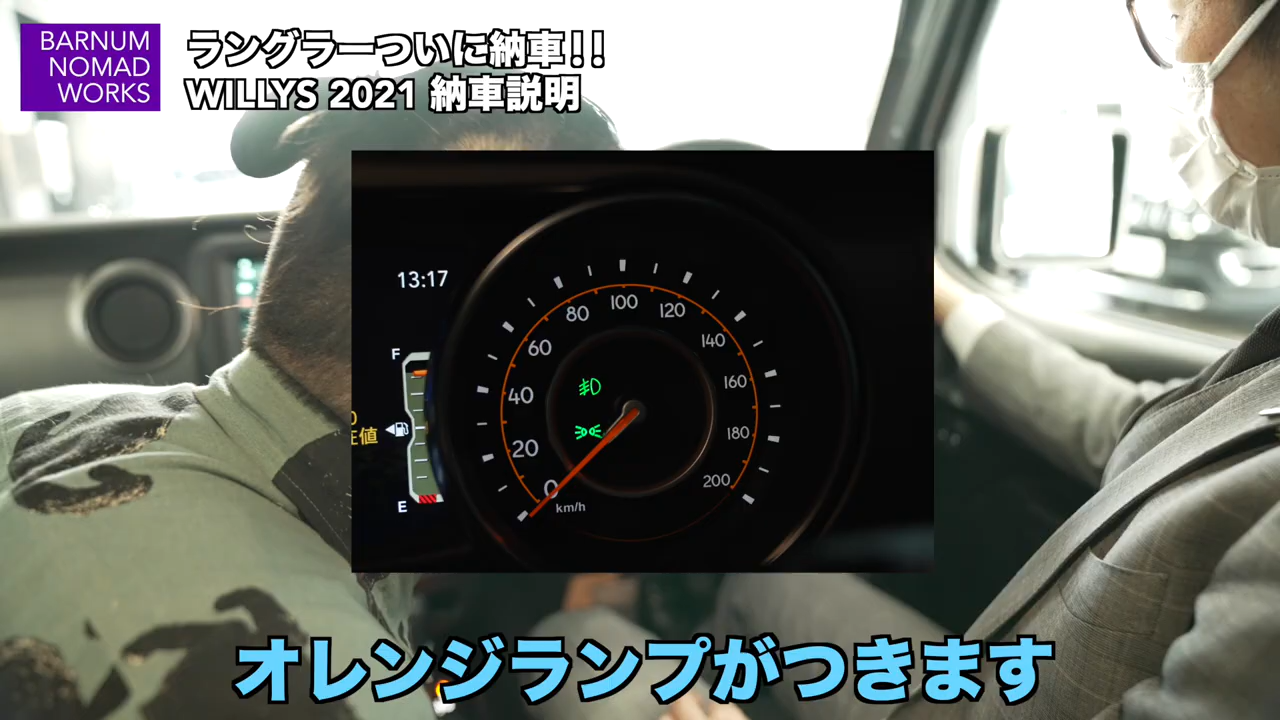 BARNUM
NOMAD
WORKS
ラングラーついに納車!!
WILLYS 2021 納車説明
13:17
F
E
0
20
40
60
80
100
120
140
160
180
200
km/h
オレンジランプがつきます